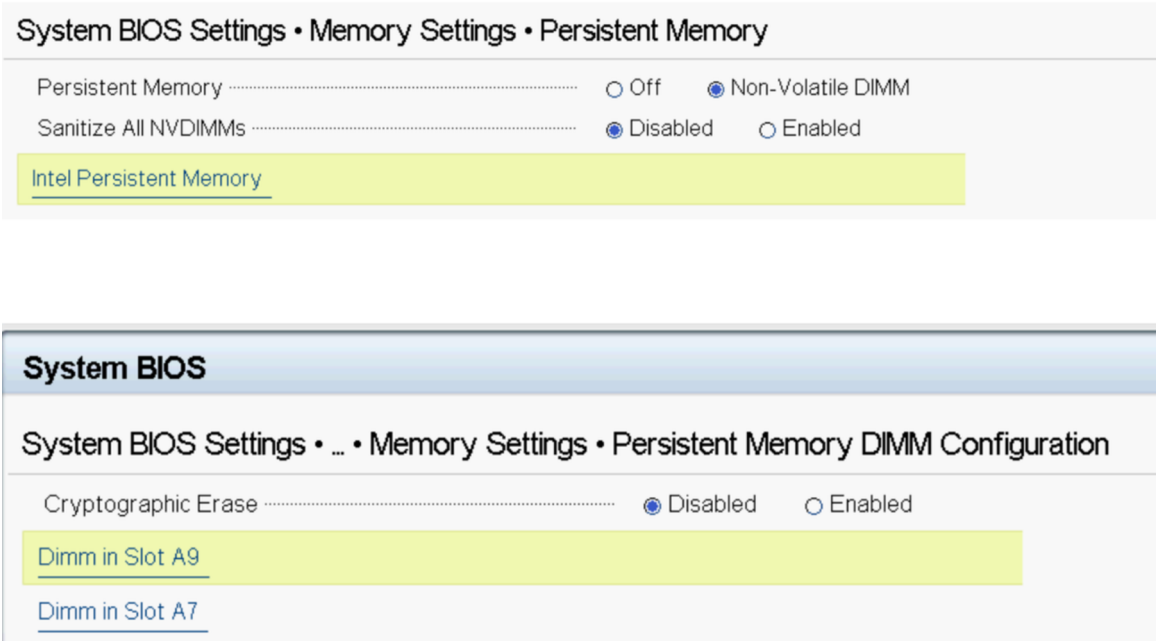 System BIOS Settings • Memory Settings • Persistent Memory
Persistent Memory Off Non-Volatile DIMM
Sanitize All NVDIMMs Disabled Enabled
Intel Persistent Memory
System BIOS
System BIOS Settings • ... • Memory Settings • Persistent Memory DIMM Configuration
Cryptographic Erase Disabled Enabled
Dimm in Slot A9
Dimm in Slot A7